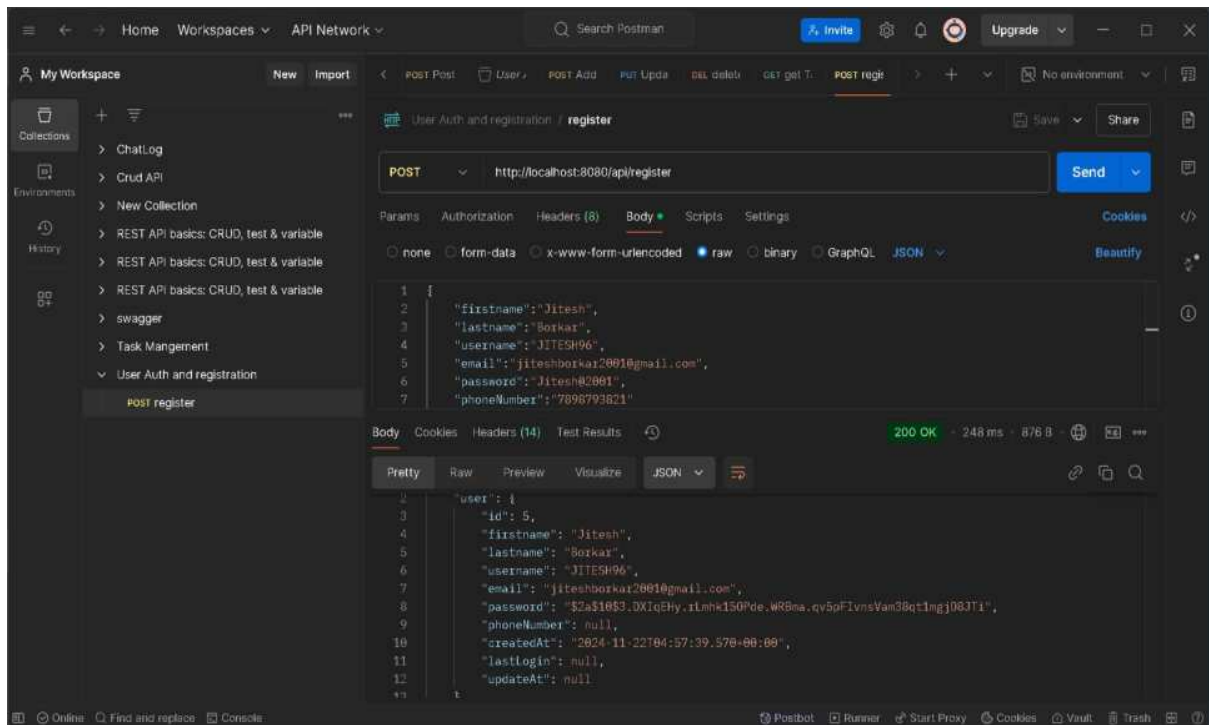 Home Workspaces API Network Search Postman Invite Upgrade
My Workspace New Import POST Post POST Add PUT Upda DEL delet GET get T. POST regis No environment
Collections
Environments
History
ChatLog
Crud API
New Collection
REST API basics: CRUD, test & variable
REST API basics: CRUD, test & variable
REST API basics: CRUD, test & variable
swagger
Task Mangement
User Auth and registration
POST register
HTTP User Auth and registration / register Save Share
POST http://localhost:8080/api/register Send
Params Authorization Headers (8) Body Scripts Settings Cookies
none form-data x-www-form-urlencoded raw binary GraphQL JSON Beautify
1 {
2 "firstname":"Jitesh",
3 "lastname":"Borkar",
4 "username":"JITESH96",
5 "email":"jiteshborkar2001@gmail.com",
6 "password":"Jitesh@2001",
7 "phoneNumber":"7898793821"
Body Cookies Headers (14) Test Results 200 OK 248 ms 876 B
Pretty Raw Preview Visualize JSON
2 "user": {
3 "id": 5,
4 "firstname": "Jitesh",
5 "lastname": "Borkar",
6 "username": "JITESH96",
7 "email": "jiteshborkar2001@gmail.com",
8 "password":
9 "phoneNumber": null,
10 "createdAt": "2024-11-22T04:57:39.570+00:00",
11 "lastLogin": null,
12 "updateAt": null
13 }
Online Find and replace Console Postbot Runner Start Proxy Cookies Vault Trash